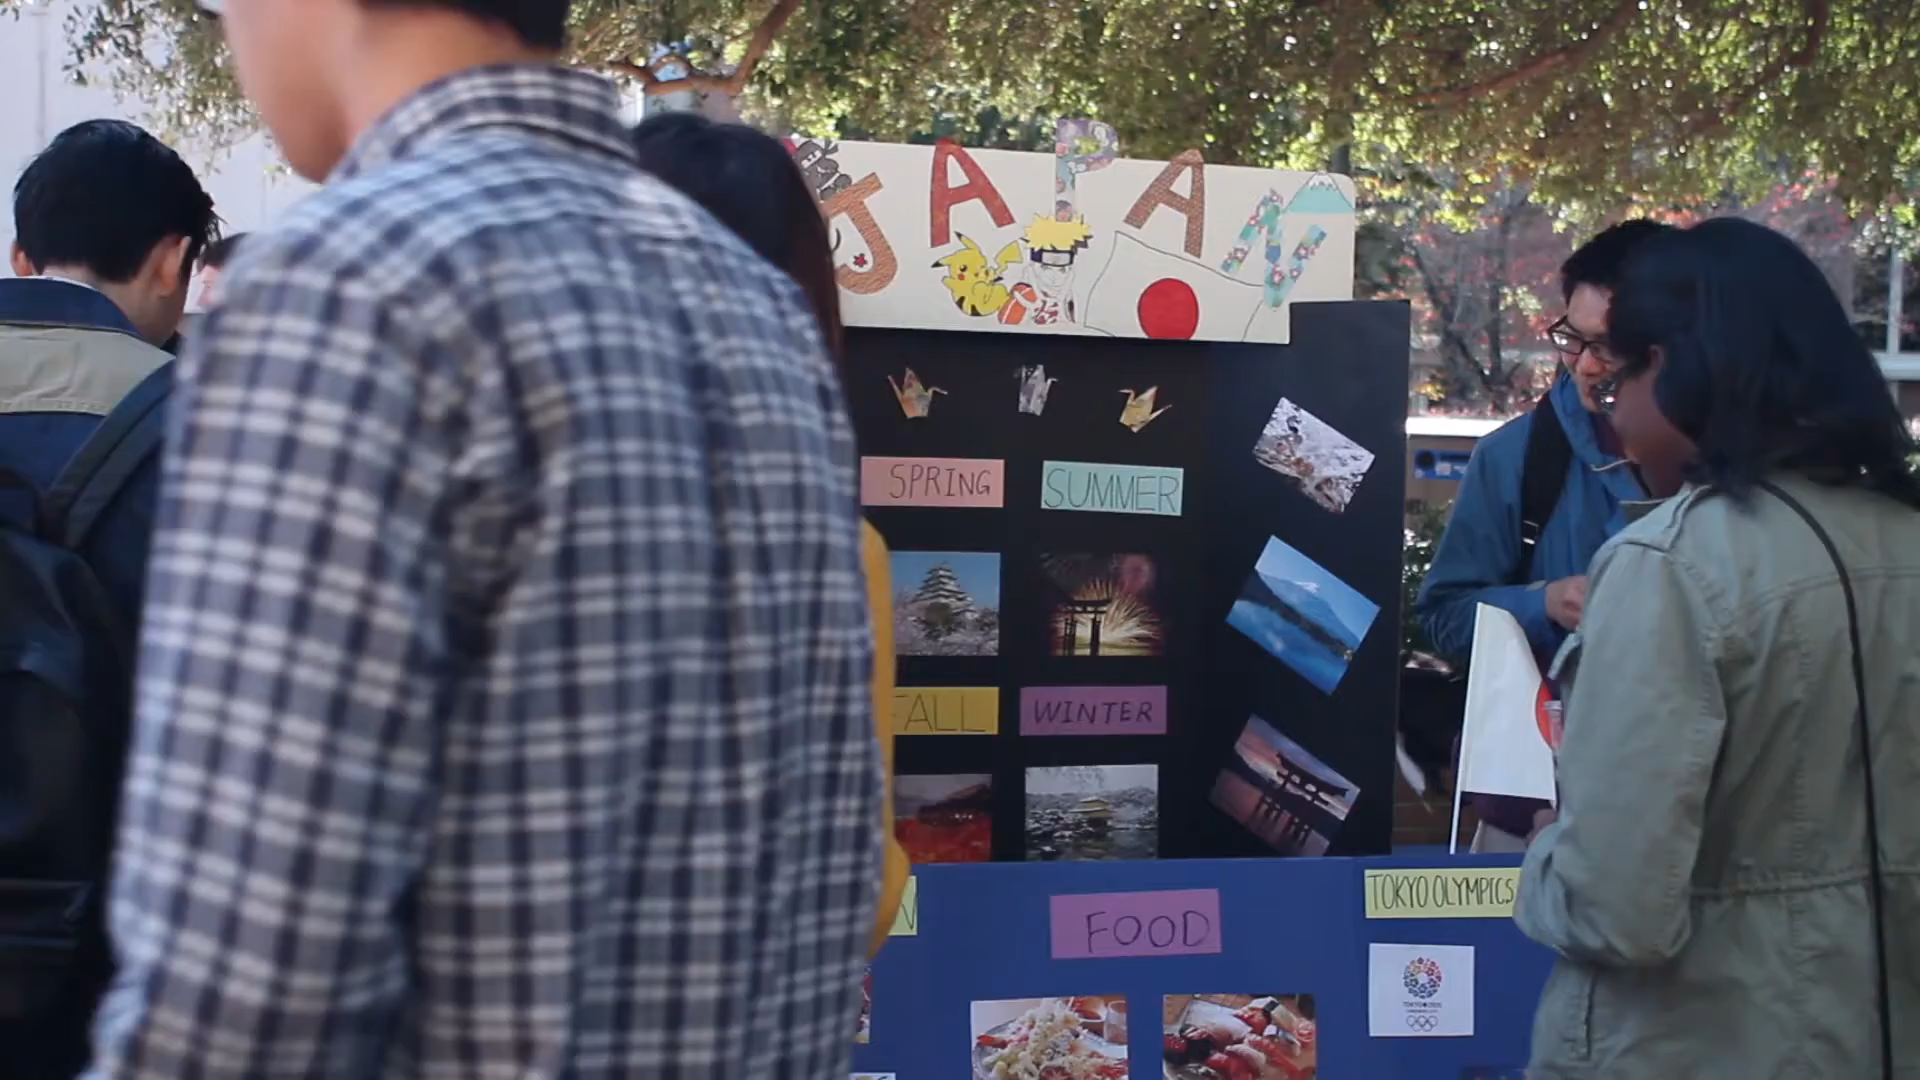 JAPAN
SPRING
SUMMER
FALL
WINTER
FOOD
TOKYO OLYMPICS